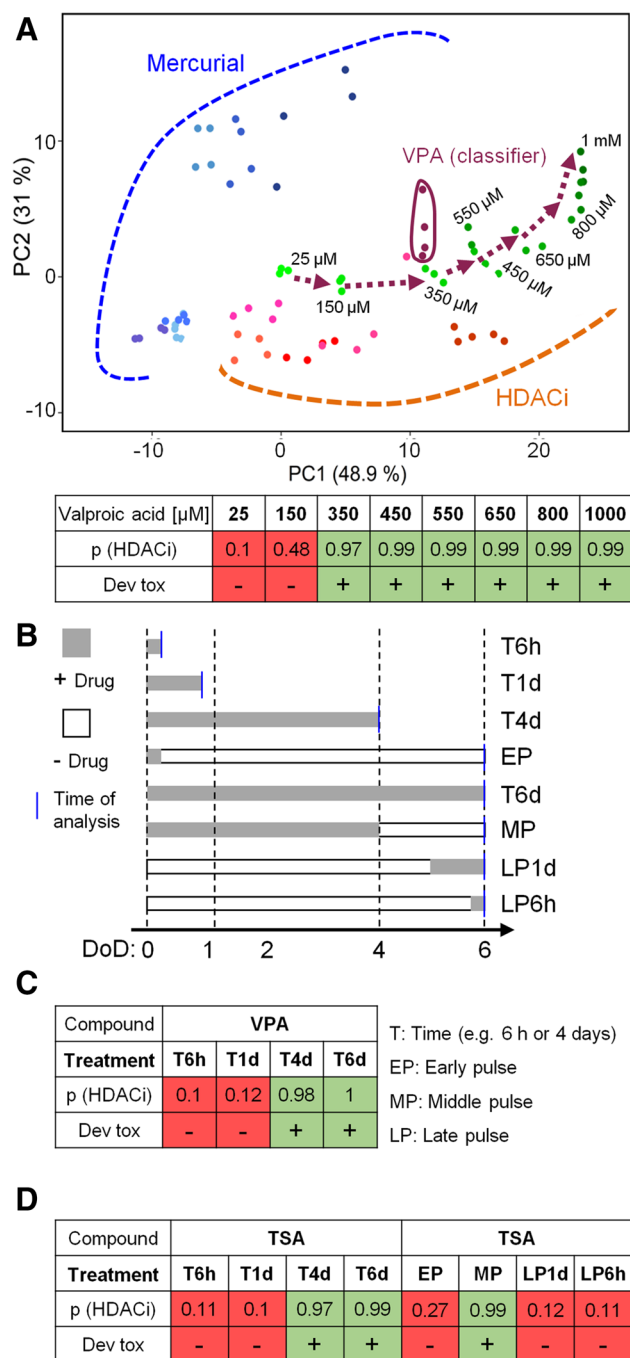 A
Mercurial
VPA (classifier)
1 mM
550 µM
800 µM
650 µM
450 µM
25 µM
150 µM
350 µM
HDACi
PC2 (31 %)
10
0
-10
-10 0 10 20
PC1 (48.9 %)
Valproic acid [µM] 25 150 350 450 550 650 800 1000
p (HDACi) 0.1 0.48 0.97 0.99 0.99 0.99 0.99 0.99
Dev tox - - + + + + + +
B
+ Drug
- Drug
Time of
analysis
T6h
T1d
T4d
EP
T6d
MP
LP1d
LP6h
DoD: 0 1 2 4 6
C
Compound VPA
Treatment T6h T1d T4d T6d
p (HDACi) 0.1 0.12 0.98 1
Dev tox - - + +
T: Time (e.g. 6 h or 4 days)
EP: Early pulse
MP: Middle pulse
LP: Late pulse
D
Compound TSA TSA
Treatment T6h T1d T4d T6d EP MP LP1d LP6h
p (HDACi) 0.11 0.1 0.97 0.99 0.27 0.99 0.12 0.11
Dev tox - - + + - + - -